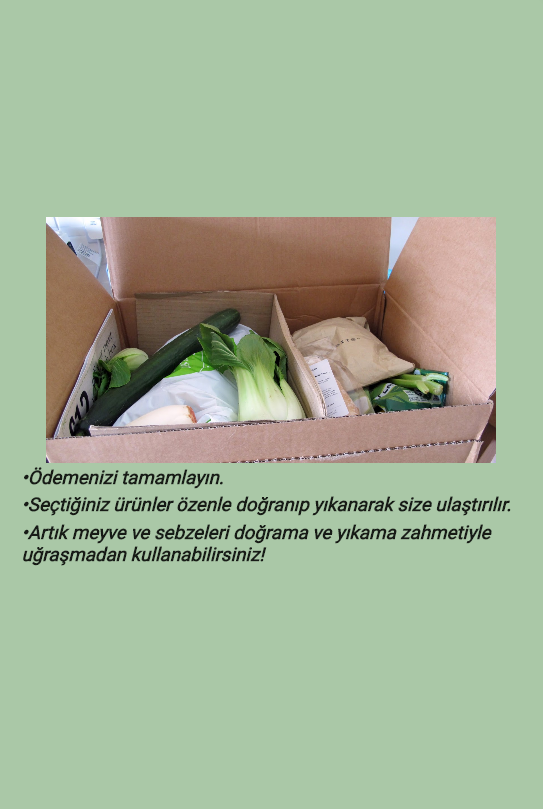 •Ödemenizi tamamlayın.
•Seçtiğiniz ürünler özenle doğranıp yıkanarak size ulaştırılır.
•Artık meyve ve sebzeleri doğrama ve yıkama zahmetiyle
uğraşmadan kullanabilirsiniz!